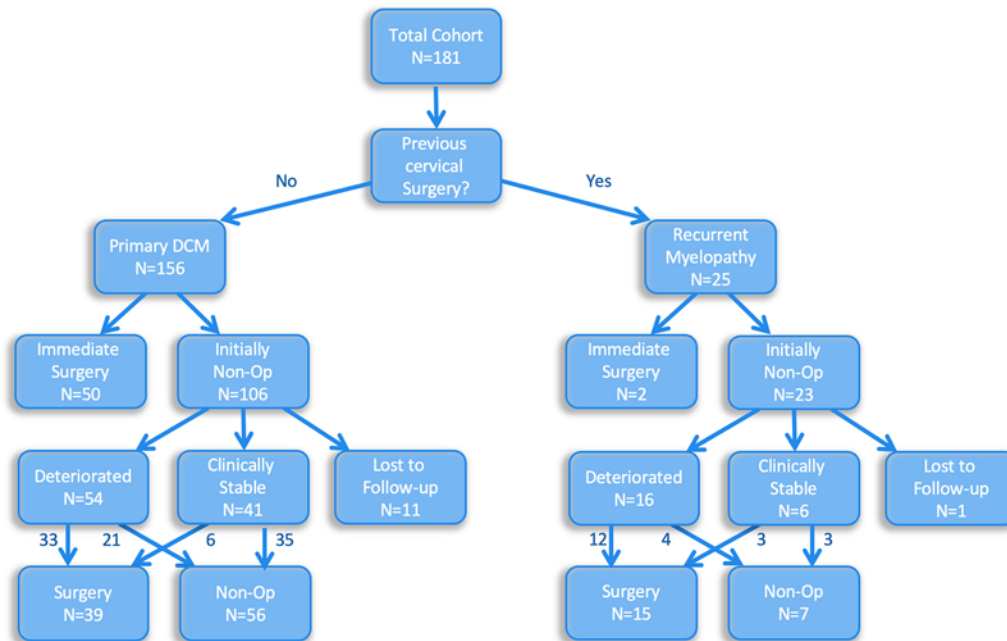 Total Cohort
N=181
Previous
cervical
Surgery?
No
Yes
Primary DCM
N=156
Recurrent
Myelopathy
N=25
Immediate
Surgery
N=50
Initially
Non-Op
N=106
Immediate
Surgery
N=2
Initially
Non-Op
N=23
Deteriorated
N=54
Clinically
Stable
N=41
Lost to
Follow-up
N=11
Deteriorated
N=16
Clinically
Stable
N=6
Lost to
Follow-up
N=1
33
21
6
35
12
4
3
3
Surgery
N=39
Non-Op
N=56
Surgery
N=15
Non-Op
N=7